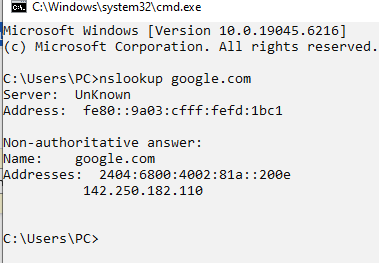 C:\Windows\system32\cmd.exe
Microsoft Windows [Version 10.0.19045.6216]
(c) Microsoft Corporation. All rights reserved.
C:\Users\PC>nslookup google.com
Server:  UnKnown
Address:  fe80::9a03:cfff:fefd:1bc1
Non-authoritative answer:
Name:    google.com
Addresses:  2404:6800:4002:81a::200e
142.250.182.110
C:\Users\PC>